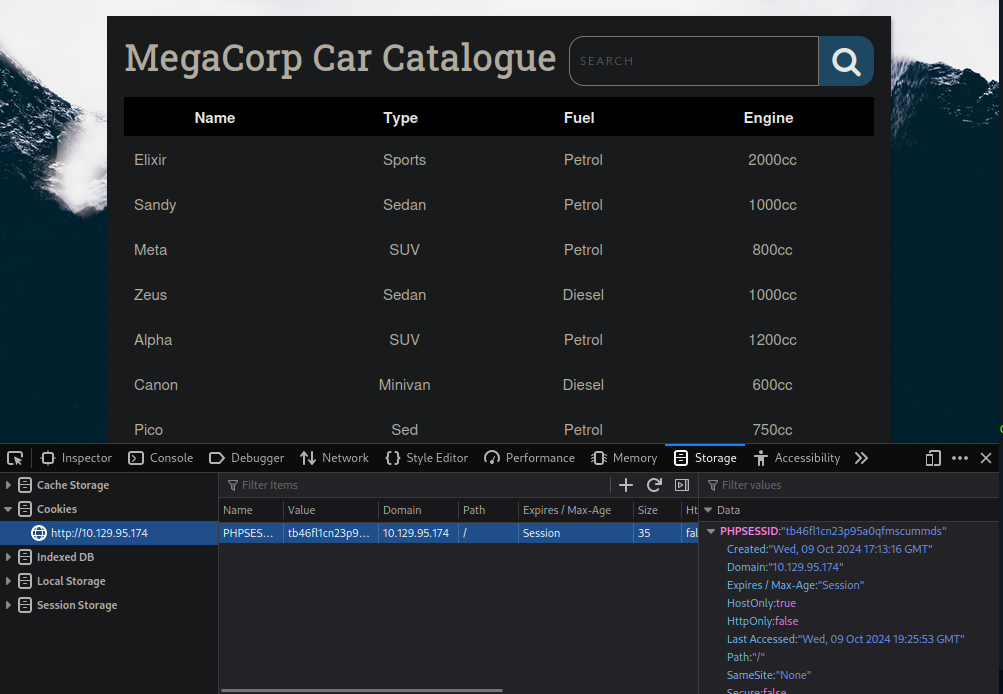 MegaCorp Car Catalogue SEARCH
Name Type Fuel Engine
Elixir Sports Petrol 2000cc
Sandy Sedan Petrol 1000cc
Meta SUV Petrol 800cc
Zeus Sedan Diesel 1000cc
Alpha SUV Petrol 1200cc
Canon Minivan Diesel 600cc
Pico Sed Petrol 750cc
Inspector Console Debugger Network Style Editor Performance Memory Storage Accessibility
Cache Storage
Cookies
http://10.129.95.174
Indexed DB
Local Storage
Session Storage
Filter Items
Name Value Domain Path Expires / Max-Age Size Ht
PHPSES... tb46fl1cn23p9... 10.129.95.174 / Session 35 fal
Filter values
Data
PHPSESSID:"tb46fl1cn23p95a0qfmscummds"
Created:"Wed, 09 Oct 2024 17:13:16 GMT"
Domain:"10.129.95.174"
Expires / Max-Age:"Session"
HostOnly:true
HttpOnly:false
Last Accessed:"Wed, 09 Oct 2024 19:25:53 GMT"
Path:"/"
SameSite:"None"
Secure:false